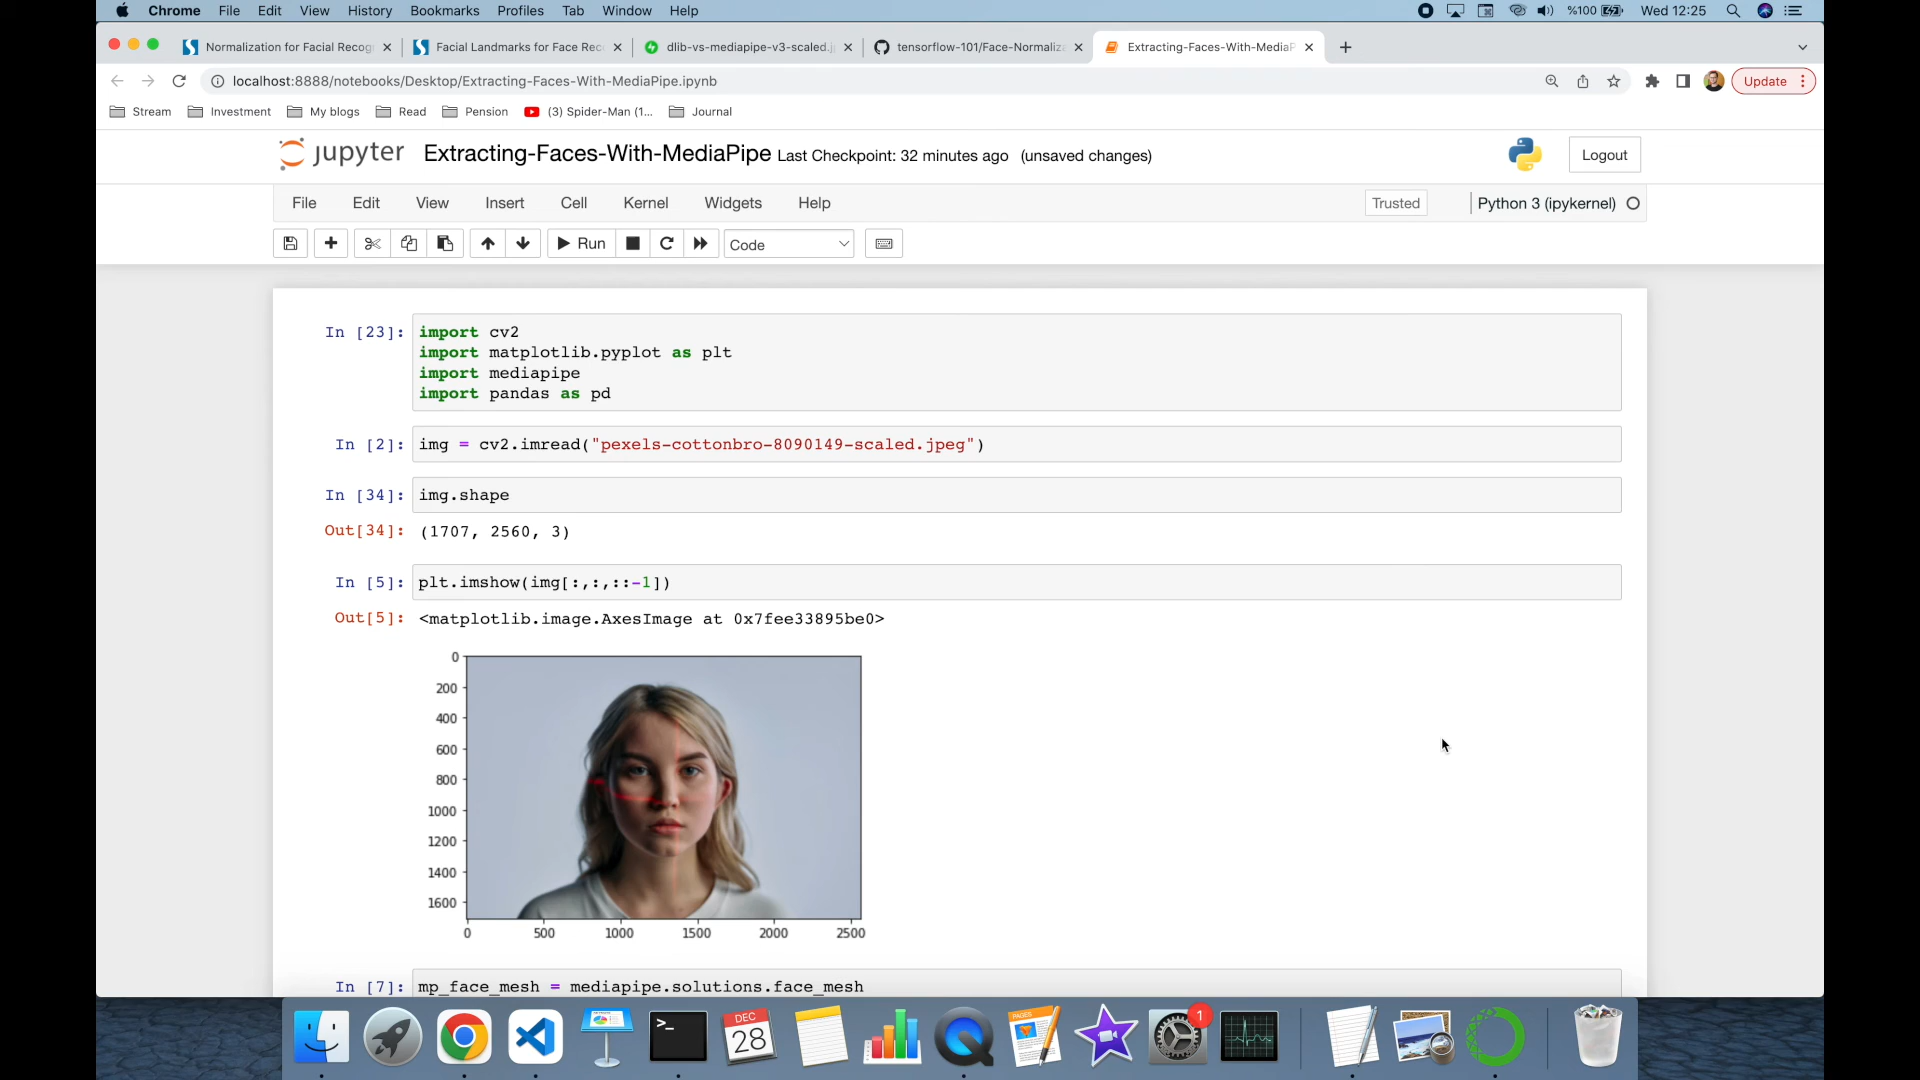 Chrome File Edit View History Bookmarks Profiles Tab Window Help %100 Wed 12:25
Normalization for Facial Recog Facial Landmarks for Face Rec dlib-vs-mediapipe-v3-scaled.j tensorflow-101/Face-Normaliz Extracting-Faces-With-MediaP
localhost:8888/notebooks/Desktop/Extracting-Faces-With-MediaPipe.ipynb Update
Stream Investment My blogs Read Pension (3) Spider-Man (1... Journal
jupyter Extracting-Faces-With-MediaPipe Last Checkpoint: 32 minutes ago (unsaved changes) Logout
File Edit View Insert Cell Kernel Widgets Help Trusted Python 3 (ipykernel)
Run Code
In [23]: import cv2
import matplotlib.pyplot as plt
import mediapipe
import pandas as pd
In [2]: img = cv2.imread("pexels-cottonbro-8090149-scaled.jpeg")
In [34]: img.shape
Out[34]: (1707, 2560, 3)
In [5]: plt.imshow(img[:,:,::-1])
Out[5]: <matplotlib.image.AxesImage at 0x7fee33895be0>
0
200
400
600
800
1000
1200
1400
1600
0 500 1000 1500 2000 2500
In [7]: mp_face_mesh = mediapipe.solutions.face_mesh
DEC
28
PAGES
1